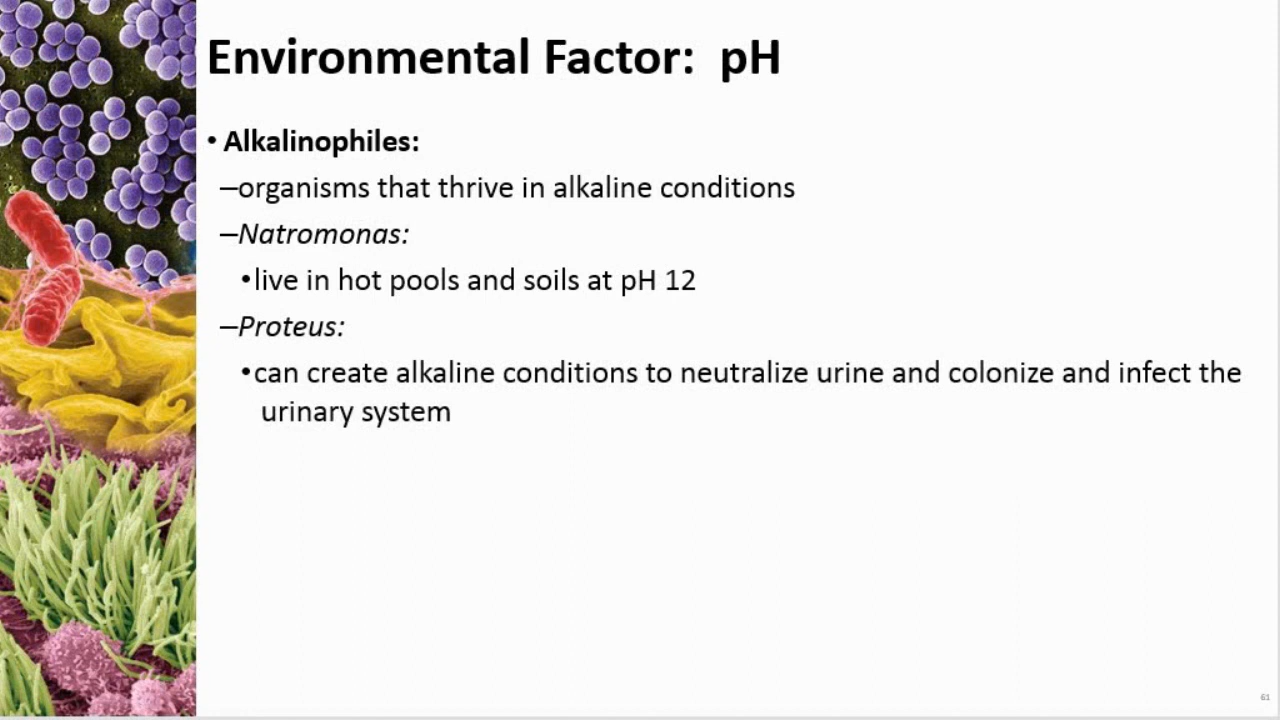 Environmental Factor: pH
• Alkalinophiles:
–organisms that thrive in alkaline conditions
–Natromonas:
•live in hot pools and soils at pH 12
–Proteus:
•can create alkaline conditions to neutralize urine and colonize and infect the
urinary system
61